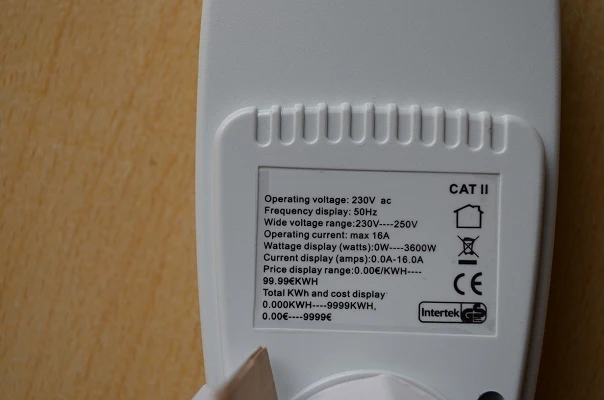 CAT II
Operating voltage: 230V ac
Frequency display: 50Hz
Wide voltage range:230V----250V
Operating current: max 16A
Wattage display (watts):0W----3600W
Current display (amps):0.0A-16.0A
Price display range:0.00€/KWH----
99.99€KWH
Total KWh and cost display
0.000KWH----9999KWH,
0.00€----9999€
CE
Intertek GS